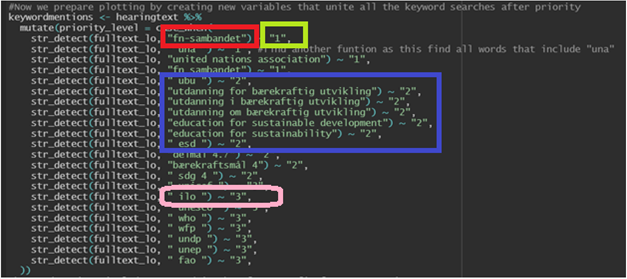 #Now we prepare plotting by creating new variables that unite all the keyword searches after priority
keywordmentions <- hearingtext %>%
mutate(priority_level =
str_detect(fulltext_lo, "fn-sambandet") ~ "1",
str_detect(fulltext_lo, " una ") ~ "1", #find another funtion as this find all words that include "una"
str_detect(fulltext_lo, "united nations association") ~ "1",
str_detect(fulltext_lo, "fn sambandet") ~ "1",
str_detect(fulltext_lo, " ubu ") ~ "2",
str_detect(fulltext_lo, "utdanning for bærekraftig utvikling") ~ "2",
str_detect(fulltext_lo, "utdanning i bærekraftig utvikling") ~ "2",
str_detect(fulltext_lo, "utdanning om bærekraftig utvikling") ~ "2",
str_detect(fulltext_lo, "education for sustainable development") ~ "2",
str_detect(fulltext_lo, "education for sustainability") ~ "2",
str_detect(fulltext_lo, " esd ") ~ "2",
str_detect(fulltext_lo, "delmål 4.7") ~ "2",
str_detect(fulltext_lo, "bærekraftsmål 4") ~ "2",
str_detect(fulltext_lo, " sdg 4 ") ~ "2",
str_detect(fulltext_lo,
str_detect(fulltext_lo, " ilo ") ~ "3",
str_detect(fulltext_lo, " unesco ") ~ "3",
str_detect(fulltext_lo, " who ") ~ "3",
str_detect(fulltext_lo, " wfp ") ~ "3",
str_detect(fulltext_lo, " undp ") ~ "3",
str_detect(fulltext_lo, " unep ") ~ "3",
str_detect(fulltext_lo, " fao ") ~ "3",
))